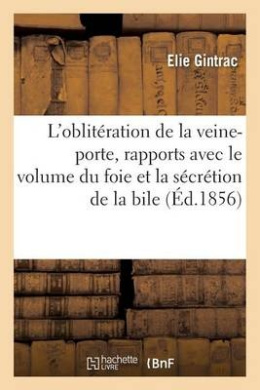 Elie Gintrac
L'oblitération de la veine-
porte, rapports avec le volume du foie et la sécrétion
de la bile (Éd.1856)
hachette
LIVRE
{BnF